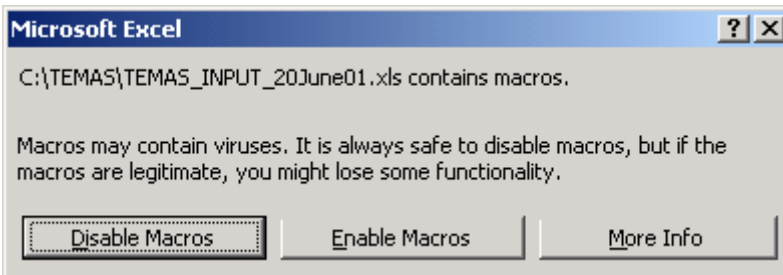 Microsoft Excel
C:\TEMAS\TEMAS_INPUT_20June01.xls contains macros.
Macros may contain viruses. It is always safe to disable macros, but if the
macros are legitimate, you might lose some functionality.
Disable Macros Enable Macros More Info